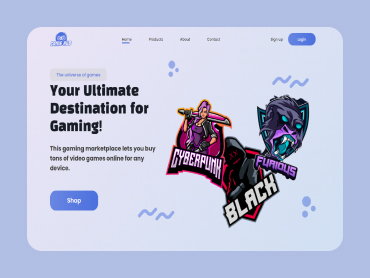 Home
Products
About
Contact
Sign up
Login
The universe of games
Your Ultimate
Destination for
Gaming!
This gaming marketplace lets you buy
tons of video games online for any
device.
Shop
CYBERPUNK
FURIOUS
BLACK